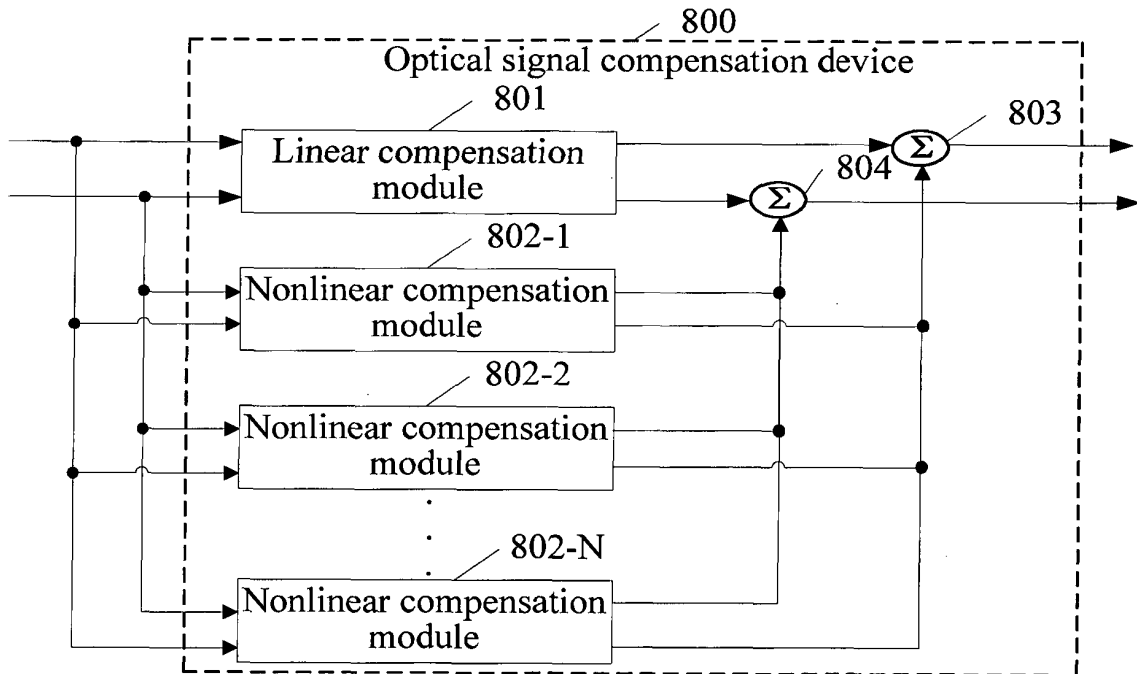 800
Optical signal compensation device
801
803
Linear compensation
module
Σ
804
Σ
802-1
Nonlinear compensation
module
802-2
Nonlinear compensation
module
802-N
Nonlinear compensation
module